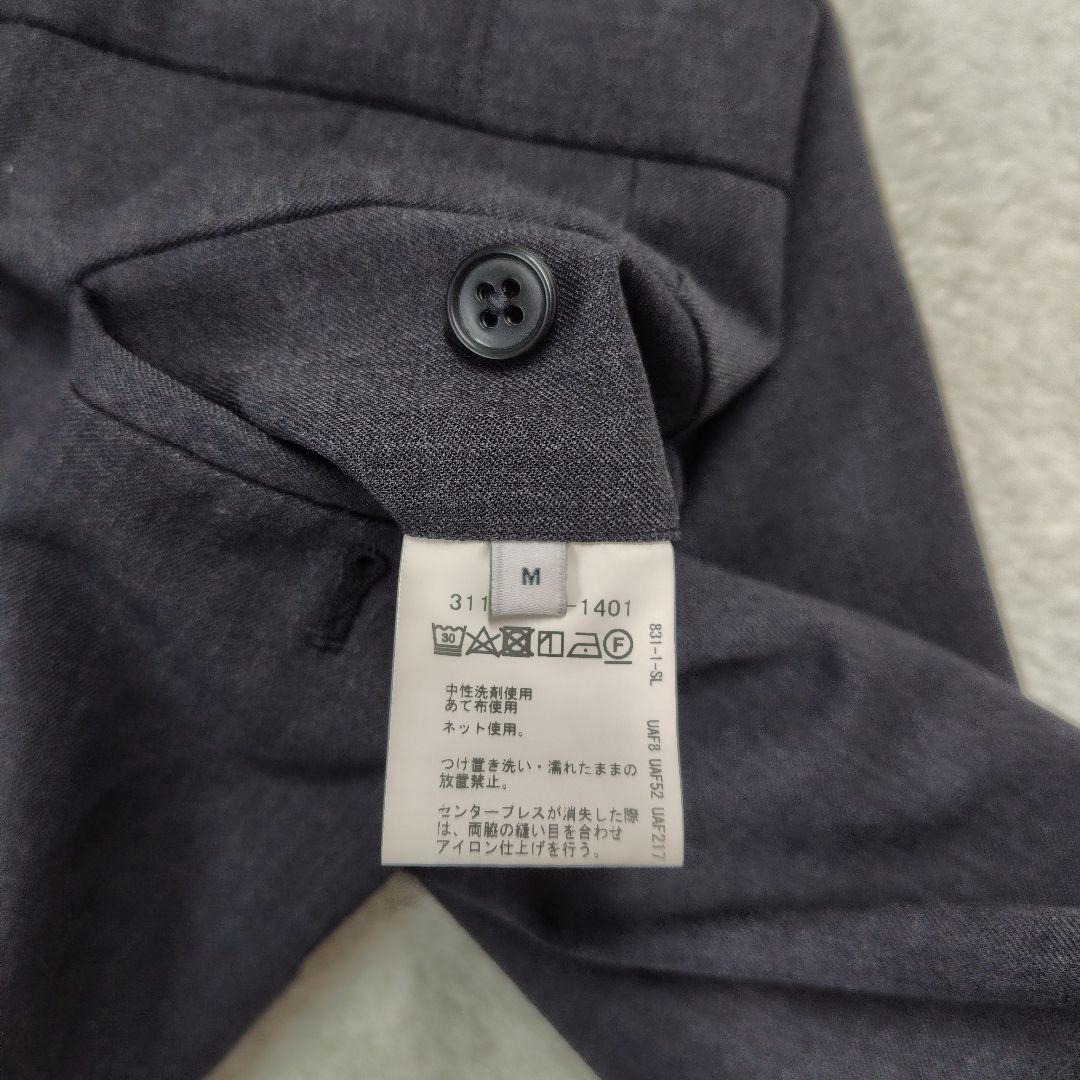 M
311 -1401
30 F
中性洗剤使用
あて布使用
ネット使用。
つけ置き洗い・濡れたままの
放置禁止。
センタープレスが消失した際
は、両脇の縫い目を合わせ
アイロン仕上げを行う。
831-1-SL UAF8 UAF52 UAF217